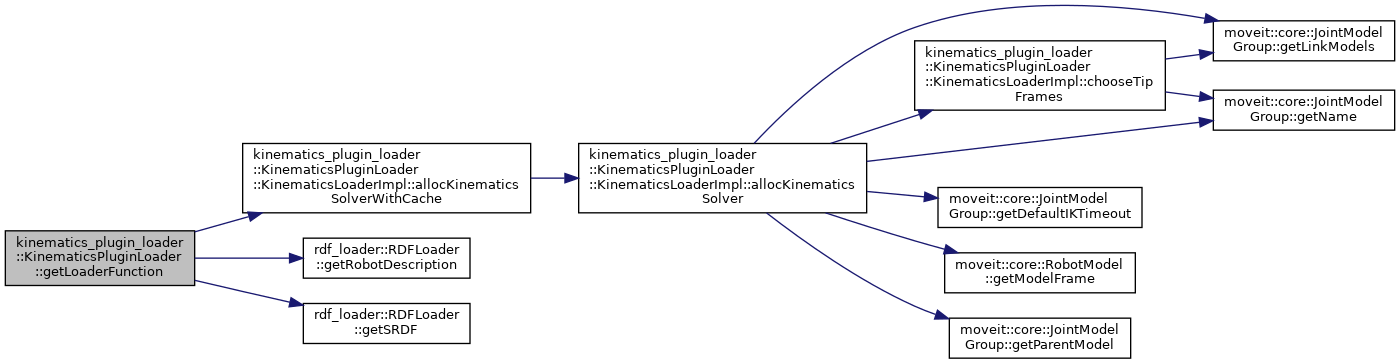 kinematics_plugin_loader
::KinematicsPluginLoader
::getLoaderFunction
kinematics_plugin_loader
::KinematicsPluginLoader
::KinematicsLoaderImpl::allocKinematics
SolverWithCache
rdf_loader::RDFLoader
::getRobotDescription
rdf_loader::RDFLoader
::getSRDF
kinematics_plugin_loader
::KinematicsPluginLoader
::KinematicsLoaderImpl::allocKinematics
Solver
kinematics_plugin_loader
::KinematicsPluginLoader
::KinematicsLoaderImpl::chooseTip
Frames
moveit::core::JointModel
Group::getLinkModels
moveit::core::JointModel
Group::getName
moveit::core::JointModel
Group::getDefaultIKTimeout
moveit::core::RobotModel
::getModelFrame
moveit::core::JointModel
Group::getParentModel